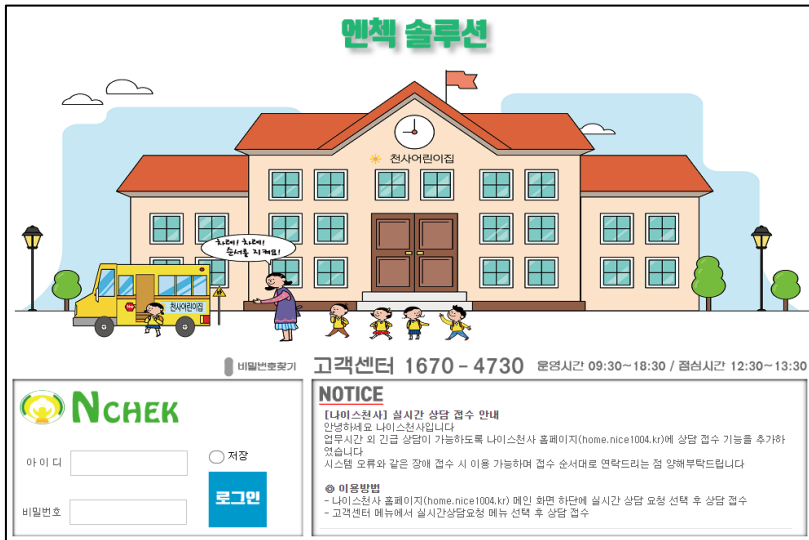 엔첵 솔루션
천사어린이집
차례! 차례!
순서를 지켜요!
천사어린이집
비밀번호찾기
고객센터 1670 - 4730 운영시간 09:30~18:30 / 점심시간 12:30~13:30
NCHEK
아 이 디
저장
비밀번호
로그인
NOTICE
[나이스천사] 실시간 상담 접수 안내
안녕하세요 나이스천사입니다
업무시간 외 긴급 상담이 가능하도록 나이스천사 홈페이지(home.nice1004.kr)에 상담 접수 기능을 추가하
였습니다
시스템 오류와 같은 장애 접수 시 이용 가능하며 접수 순서대로 연락드리는 점 양해부탁드립니다
◎ 이용방법
- 나이스천사 홈페이지(home.nice1004.kr) 메인 화면 하단에 실시간 상담 요청 선택 후 상담 접수
- 고객센터 메뉴에서 실시간상담요청 메뉴 선택 후 상담 접수